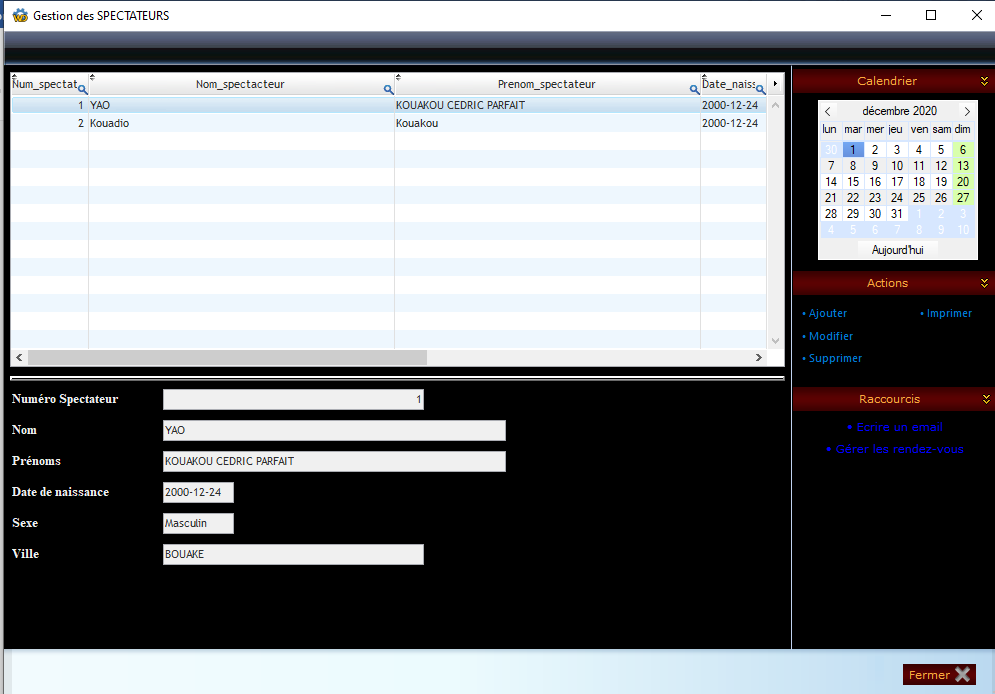 Gestion des SPECTATEURS
Num_spectat Nom_spectacteur Prenom_spectateur Date_naiss
1 YAO KOUAKOU CEDRIC PARFAIT 2000-12-24
2 Kouadio Kouakou 2000-12-24
Numéro Spectateur 1
Nom YAO
Prénoms KOUAKOU CEDRIC PARFAIT
Date de naissance 2000-12-24
Sexe Masculin
Ville BOUAKE
Calendrier
décembre 2020
lun mar mer jeu ven sam dim
30 1 2 3 4 5 6
7 8 9 10 11 12 13
14 15 16 17 18 19 20
21 22 23 24 25 26 27
28 29 30 31 1 2 3
4 5 6 7 8 9 10
Aujourd'hui
Actions
• Ajouter • Imprimer
• Modifier
• Supprimer
Raccourcis
• Ecrire un email
• Gérer les rendez-vous
Fermer